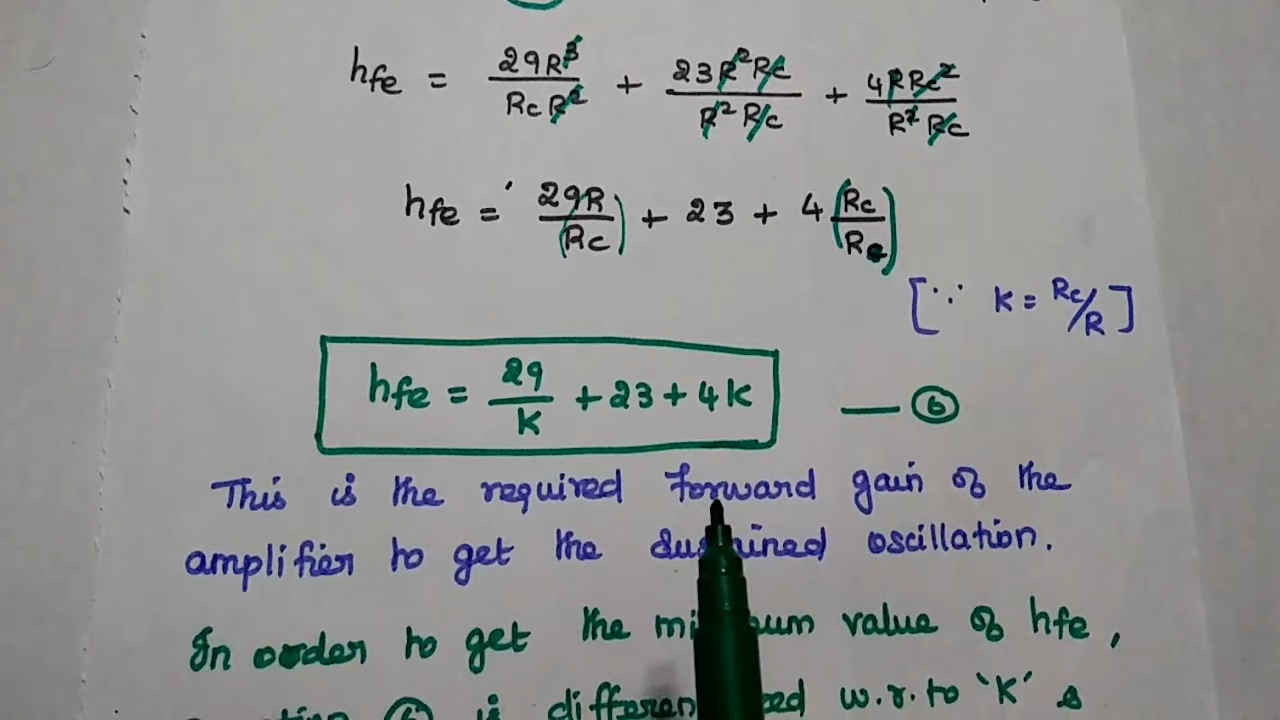 hfe = 29R³/RcR² + 23R²Rc/R²Rc + 4RRc²/R²Rc
hfe = 29R/(Rc) + 23 + 4(Rc/R)
[∵ K = Rc/R]
hfe = 29/K + 23 + 4K — ⑥
This is the required forward gain of the
amplifier to get the sustained oscillation.
In order to get the value of hfe,
⑥ is w.r.to 'K' &